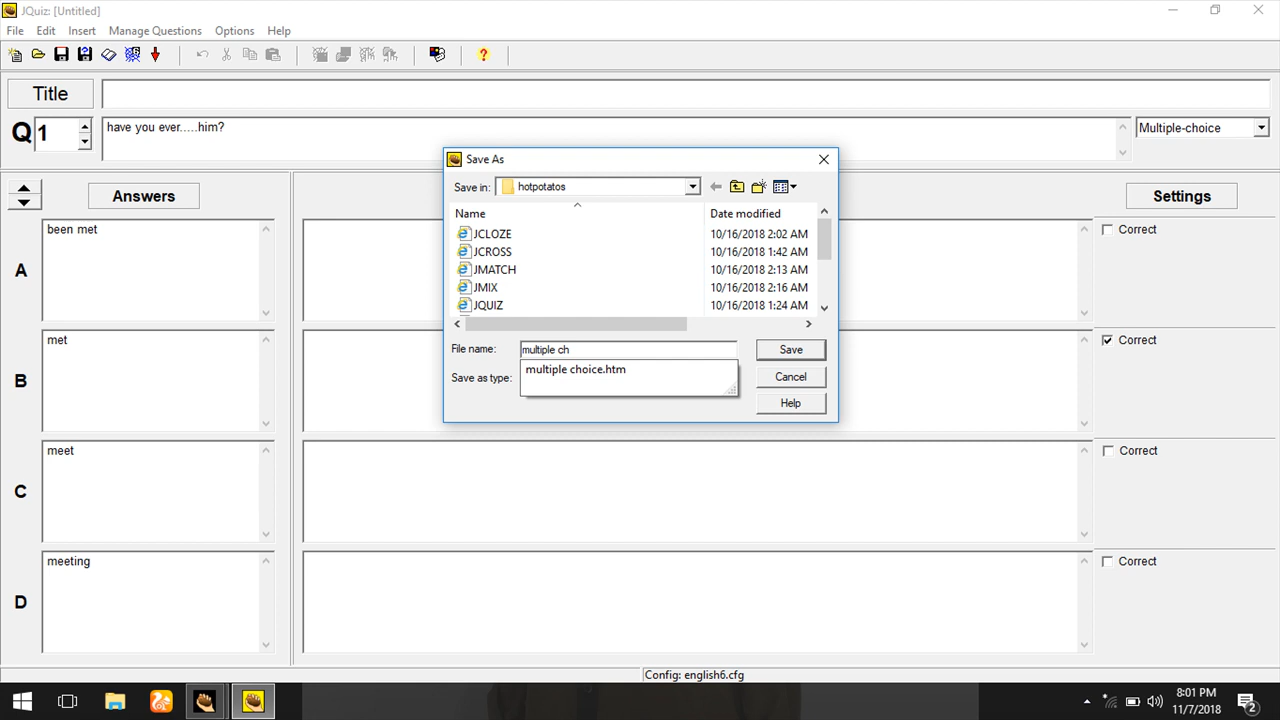 JQuiz: [Untitled]
File Edit Insert Manage Questions Options Help
Title
Q 1 have you ever.....him? Multiple-choice
Save As
Save in: hotpotatos
Name Date modified
JCLOZE 10/16/2018 2:02 AM
JCROSS 10/16/2018 1:42 AM
JMATCH 10/16/2018 2:13 AM
JMIX 10/16/2018 2:16 AM
JQUIZ 10/16/2018 1:24 AM
File name: multiple ch Save
multiple choice.htm
Save as type: Cancel
Help
Answers Settings
A been met Correct
B met Correct
C meet Correct
D meeting Correct
Config: english6.cfg
8:01 PM
11/7/2018
2